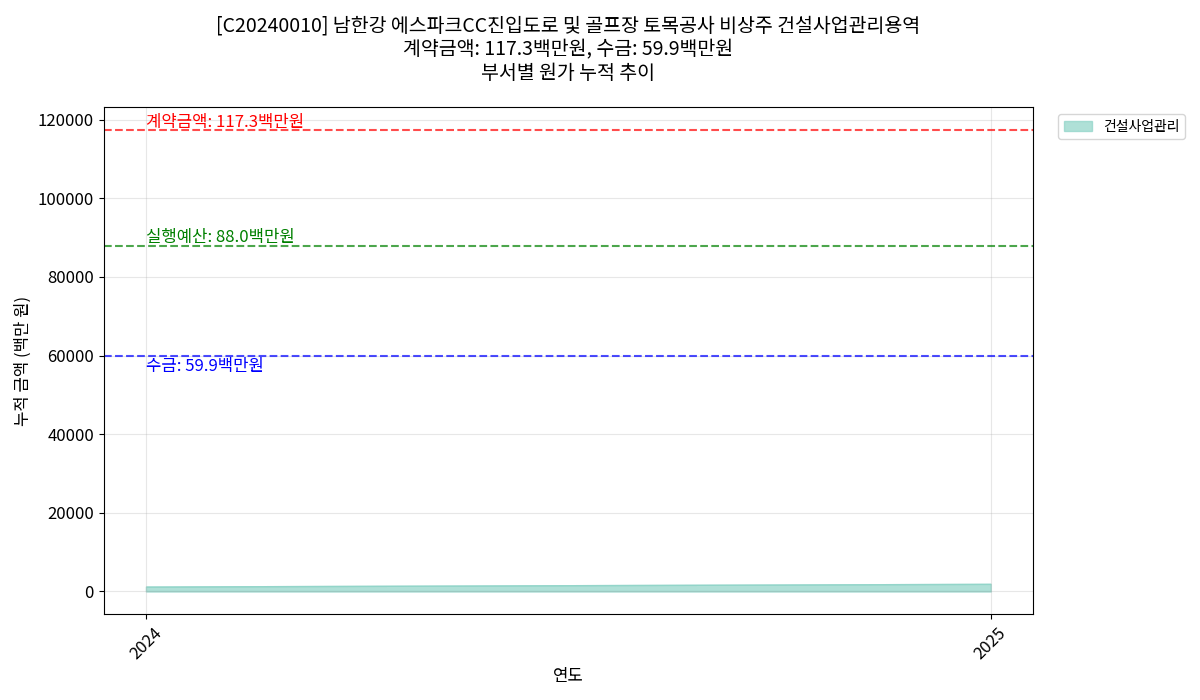 [C20240010] 남한강 에스파크CC진입도로 및 골프장 토목공사 비상주 건설사업관리용역
계약금액: 117.3백만원, 수금: 59.9백만원
부서별 원가 누적 추이
120000
계약금액: 117.3백만원
건설사업관리
100000
실행예산: 88.0백만원
80000
60000
수금: 59.9백만원
누적 금액 (백만 원)
40000
20000
0
2024
2025
연도